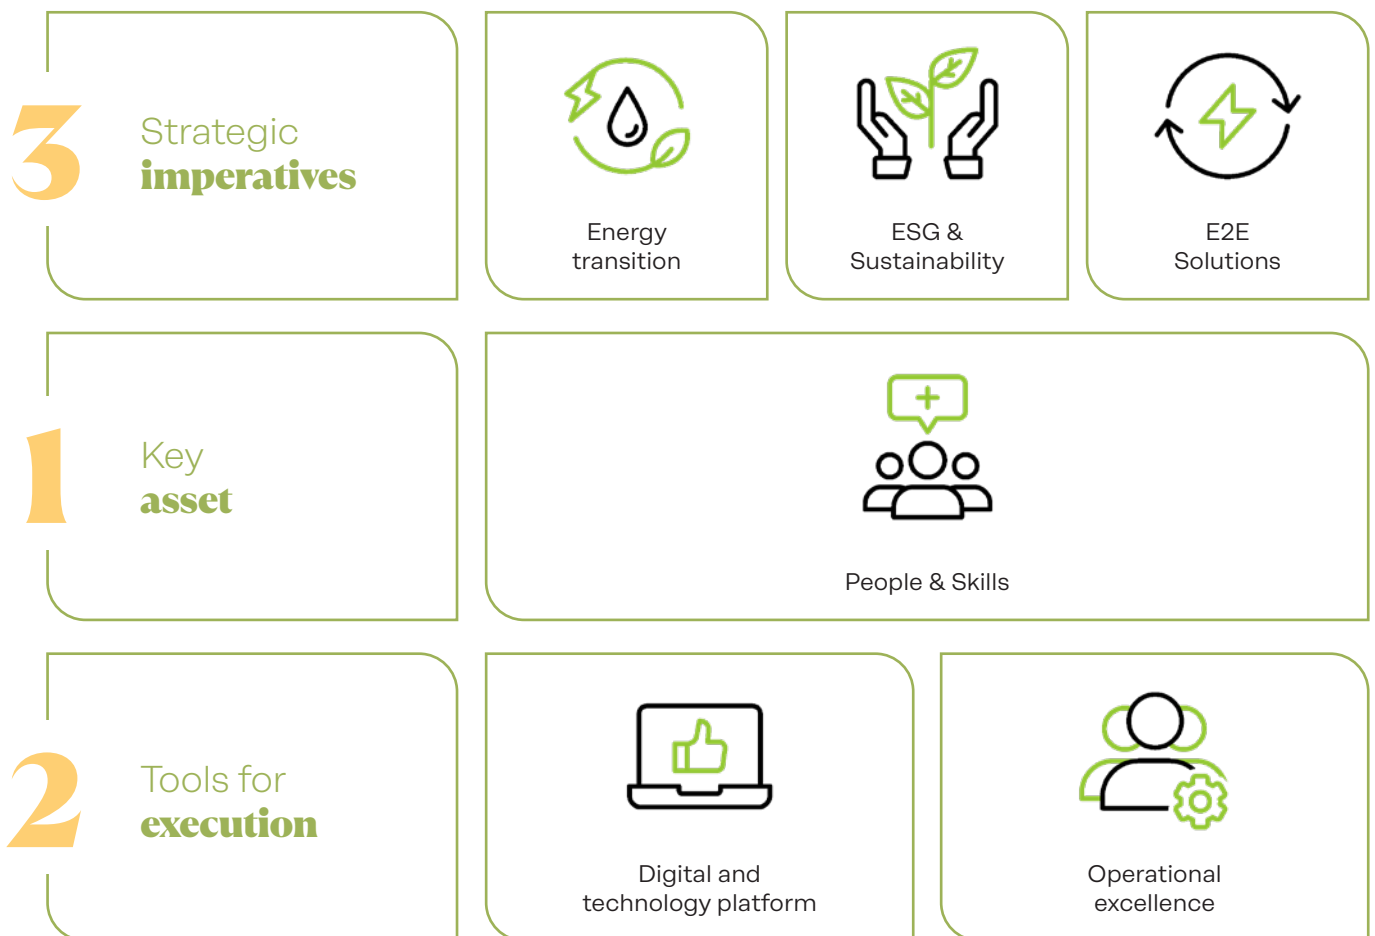 3
Strategic
imperatives
Energy
transition
ESG &
Sustainability
E2E
Solutions
1
Key
asset
People & Skills
2
Tools for
execution
Digital and
technology platform
Operational
excellence